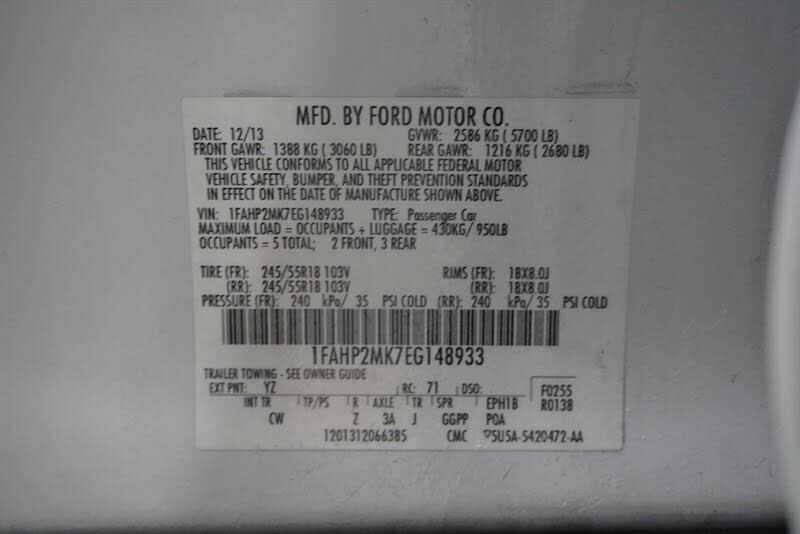 MFD. BY FORD MOTOR CO.
DATE: 12/13 GVWR: 2586 KG ( 5700 LB)
FRONT GAWR: 1388 KG ( 3060 LB) REAR GAWR: 1216 KG ( 2680 LB)
THIS VEHICLE CONFORMS TO ALL APPLICABLE FEDERAL MOTOR
VEHICLE SAFETY, BUMPER, AND THEFT PREVENTION STANDARDS
IN EFFECT ON THE DATE OF MANUFACTURE SHOWN ABOVE.
VIN: 1FAHP2MK7EG148933 TYPE: Passenger Car
MAXIMUM LOAD = OCCUPANTS + LUGGAGE = 430KG/ 950LB
OCCUPANTS = 5 TOTAL; 2 FRONT, 3 REAR
TIRE (FR): 245/55R18 103V RIMS (FR): 18X8.0J
(RR): 245/55R18 103V (RR): 18X8.0J
PRESSURE (FR): 240 kPa/ 35 PSI COLD (RR): 240 kPa/ 35 PSI COLD
1FAHP2MK7EG148933
TRAILER TOWING - SEE OWNER GUIDE
EXT PNT: YZ RC: 71 DSO: F0255
INT TR TP/PS R AXLE TR SPR EPH1B R0138
CW Z 3A J GGPP POA
1201312066385 CMC 5U5A-5420472-AA